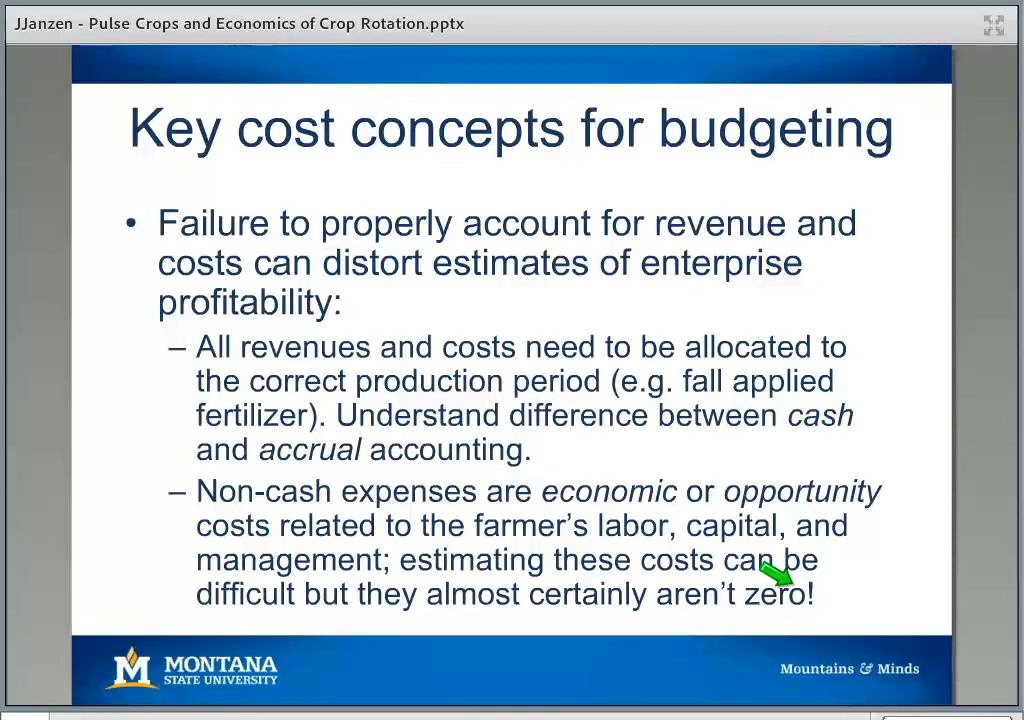 JJanzen - Pulse Crops and Economics of Crop Rotation.pptx
Key cost concepts for budgeting
• Failure to properly account for revenue and
costs can distort estimates of enterprise
profitability:
– All revenues and costs need to be allocated to
the correct production period (e.g. fall applied
fertilizer). Understand difference between cash
and accrual accounting.
– Non-cash expenses are economic or opportunity
costs related to the farmer's labor, capital, and
management; estimating these costs can be
difficult but they almost certainly aren't zero!
MONTANA
STATE UNIVERSITY
Mountains & Minds